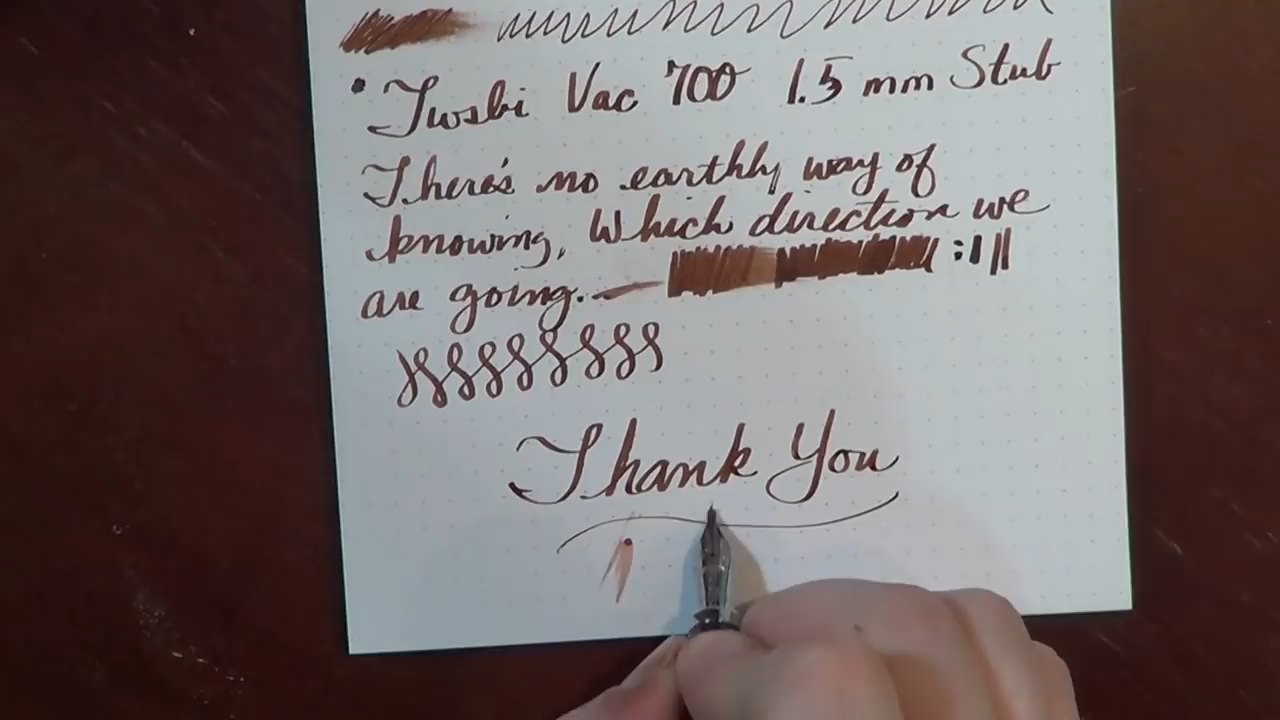 • Twsbi Vac 700 1.5 mm Stub
There's no earthly way of
knowing, Which direction we
are going.
Thank You